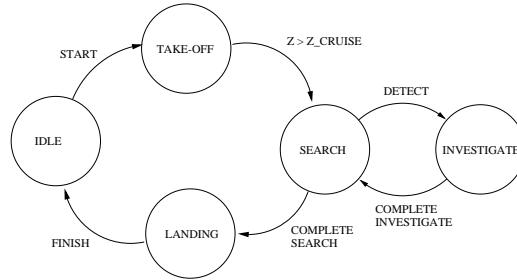 START
TAKE-OFF
Z > Z_CRUISE
DETECT
IDLE
SEARCH
INVESTIGATE
COMPLETE
INVESTIGATE
COMPLETE
SEARCH
LANDING
FINISH